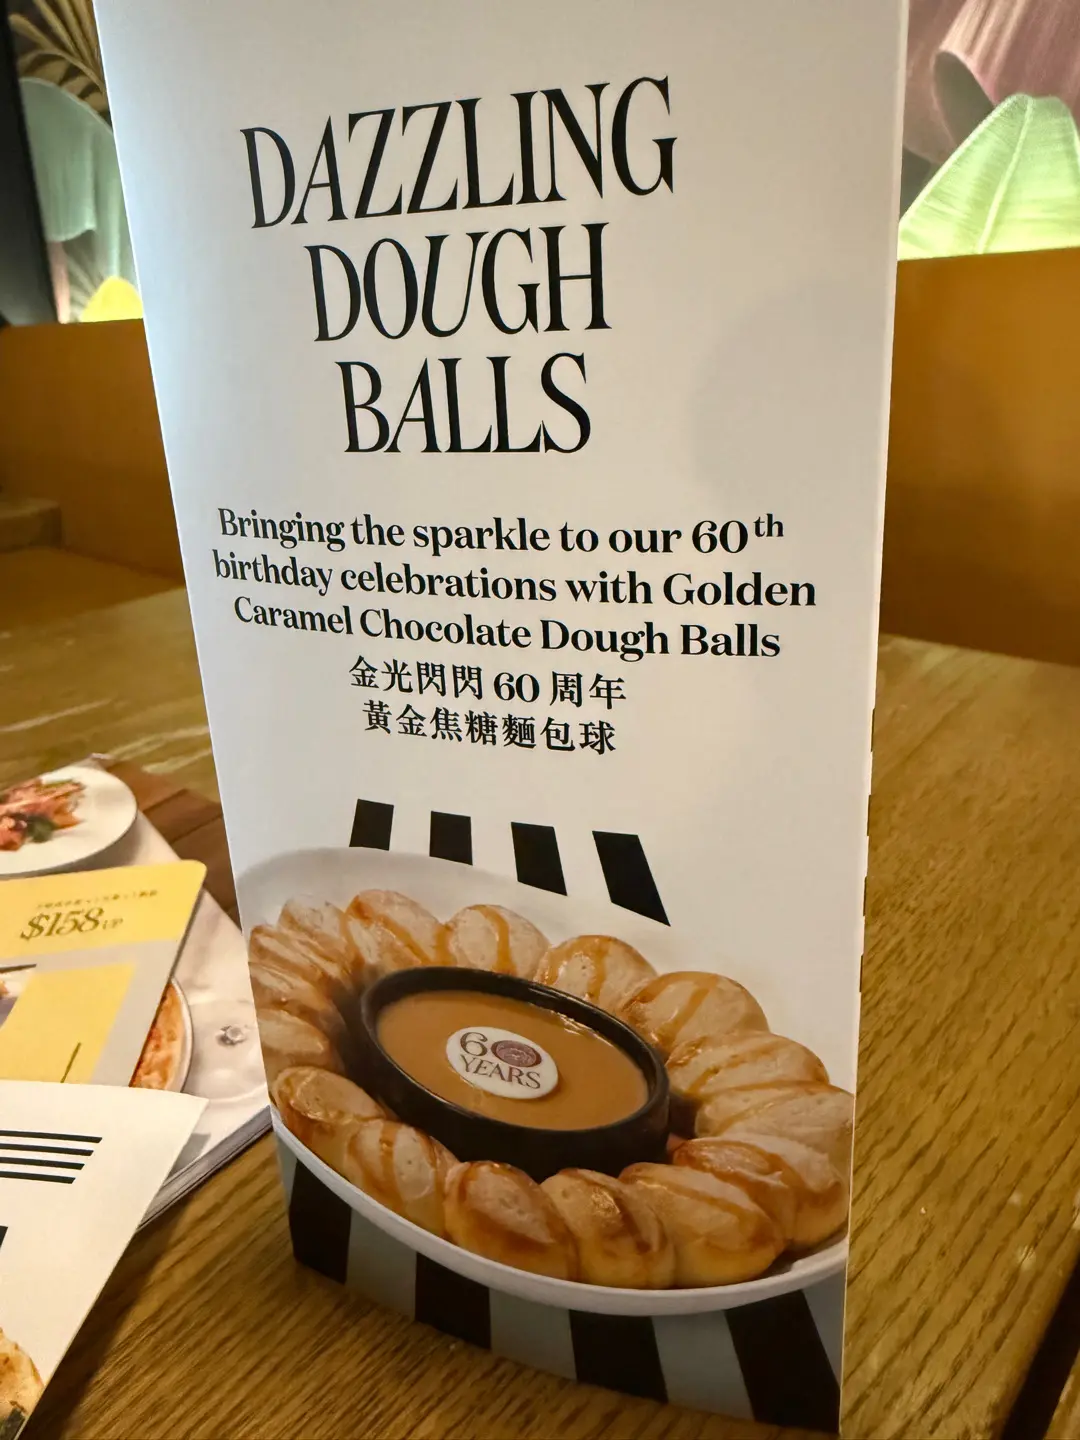 DAZZLING
DOUGH
BALLS
Bringing the sparkle to our 60th
birthday celebrations with Golden
Caramel Chocolate Dough Balls
金光閃閃 60 周年
黃金焦糖麵包球
60
YEARS
$158 UP